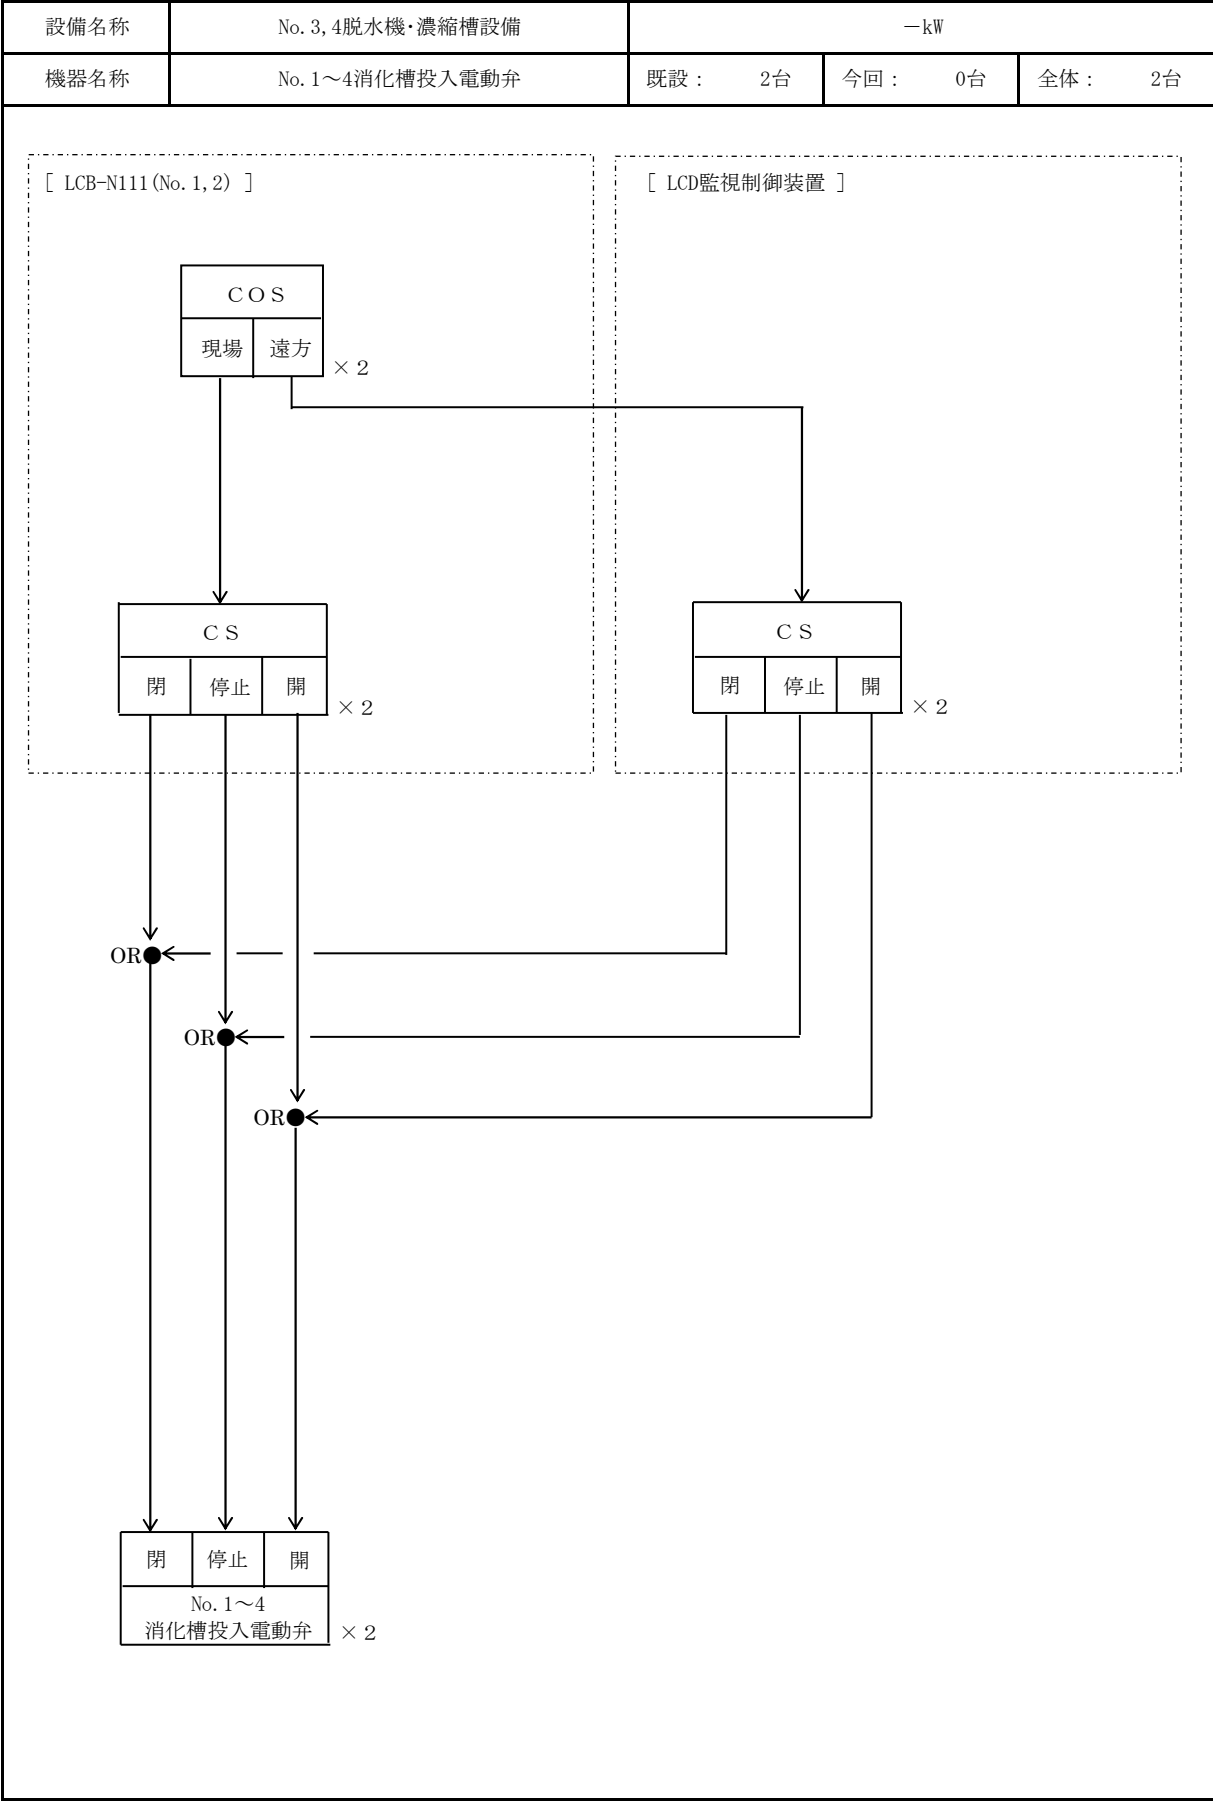 設備名称 No.3,4脱水機・濃縮槽設備 －kW
機器名称 No.1～4消化槽投入電動弁 既設： 2台 今回： 0台 全体： 2台
［ LCB-N111(No.1,2) ］ ［ LCD監視制御装置 ］
ＣＯＳ
現場 遠方
×２
ＣＳ
閉 停止 開
×２
ＣＳ
閉 停止 開
×２
OR
OR
OR
閉 停止 開
No.1～4
消化槽投入電動弁 ×２